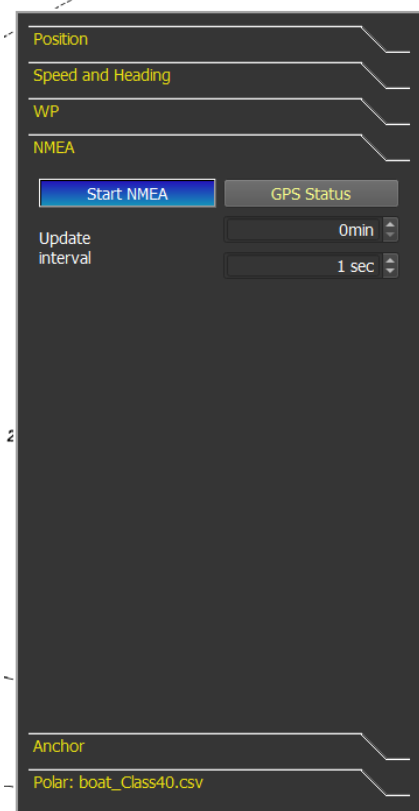 Position
Speed and Heading
WP
NMEA
Start NMEA
GPS Status
Update
interval
0min
1 sec
2
Anchor
Polar: boat_Class40.csv